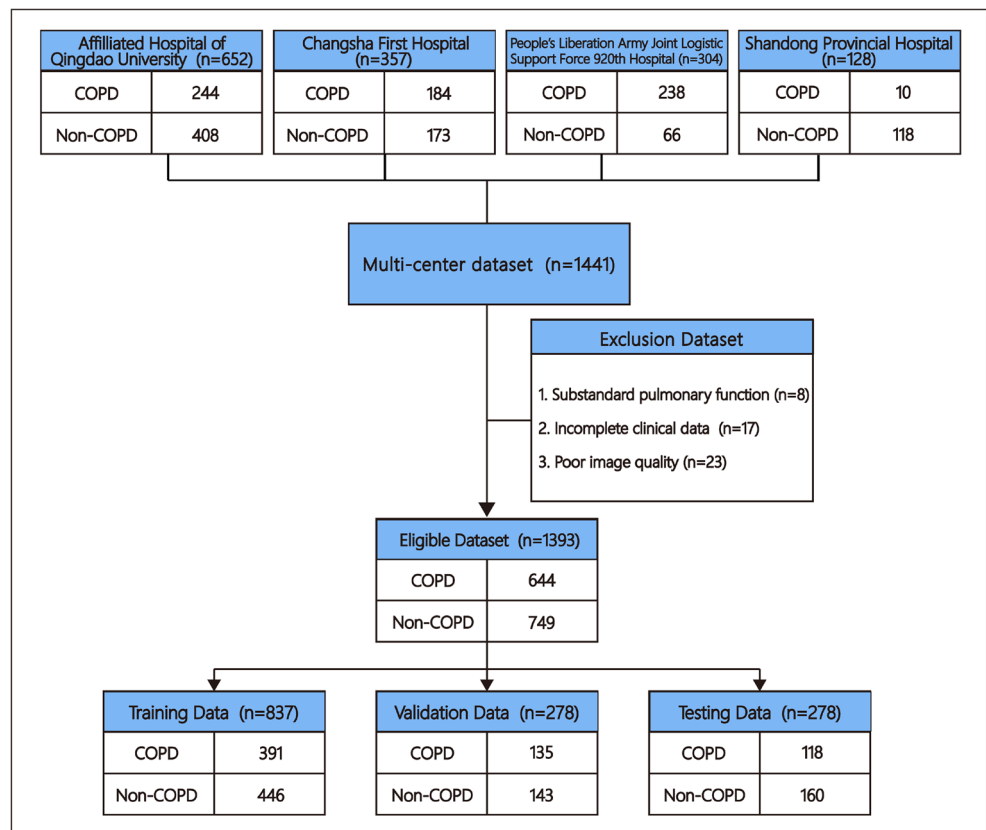 Affiliated Hospital of
Qingdao University (n=652)
COPD 244
Non-COPD 408
Changsha First Hospital
(n=357)
COPD 184
Non-COPD 173
People's Liberation Army Joint Logistic
Support Force 920th Hospital (n=304)
COPD 238
Non-COPD 66
Shandong Provincial Hospital
(n=128)
COPD 10
Non-COPD 118
Multi-center dataset (n=1441)
Exclusion Dataset
1. Substandard pulmonary function (n=8)
2. Incomplete clinical data (n=17)
3. Poor image quality (n=23)
Eligible Dataset (n=1393)
COPD 644
Non-COPD 749
Training Data (n=837)
COPD 391
Non-COPD 446
Validation Data (n=278)
COPD 135
Non-COPD 143
Testing Data (n=278)
COPD 118
Non-COPD 160